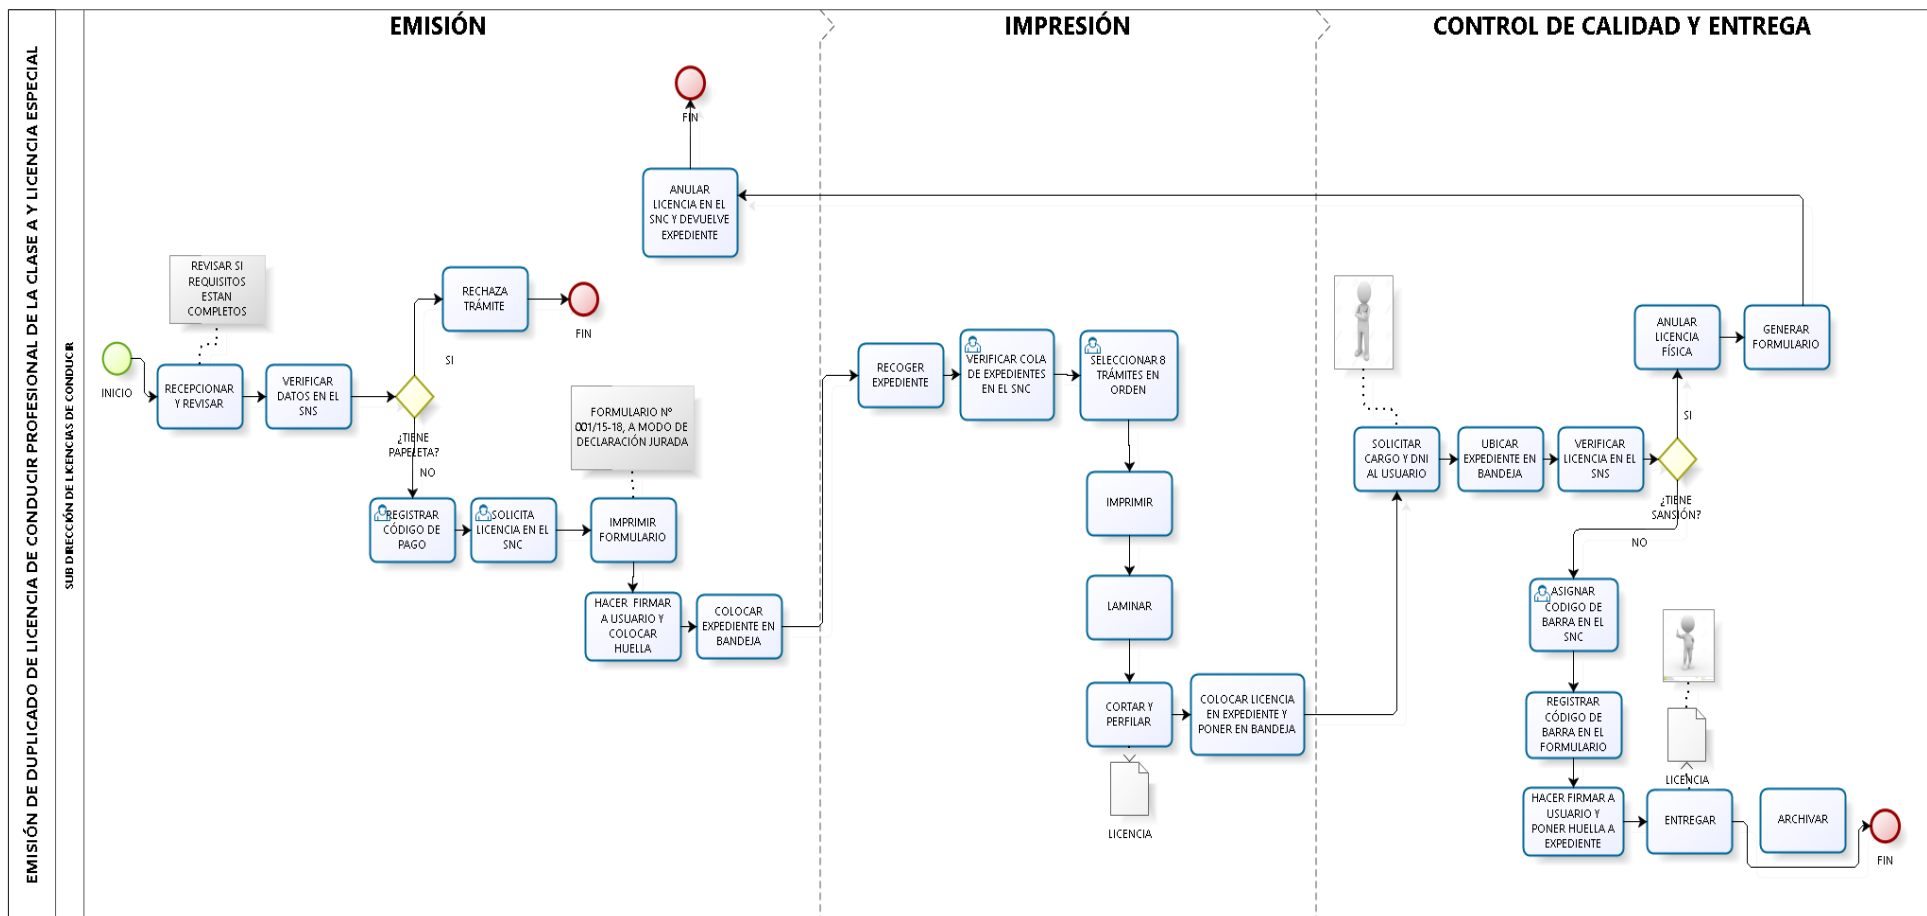 EMISIÓN DE DUPLICADO DE LICENCIA DE CONDUCIR PROFESIONAL DE LA CLASE A Y LICENCIA ESPECIAL
SUB DIRECCIÓN DE LICENCIAS DE CONDUCIR
EMISIÓN
IMPRESIÓN
CONTROL DE CALIDAD Y ENTREGA
FIN
ANULAR
LICENCIA EN EL
SNC Y DEVUELVE
EXPEDIENTE
REVISAR SI
REQUISITOS
ESTAN
COMPLETOS
RECHAZA
TRÁMITE
FIN
SI
INICIO
RECEPCIONAR
Y REVISAR
VERIFICAR
DATOS EN EL
SNS
¿TIENE
PAPELETA?
NO
FORMULARIO Nº
001/15-18, A MODO DE
DECLARACIÓN JURADA
REGISTRAR
CÓDIGO DE
PAGO
SOLICITA
LICENCIA EN EL
SNC
IMPRIMIR
FORMULARIO
HACER FIRMAR
A USUARIO Y
COLOCAR
HUELLA
COLOCAR
EXPEDIENTE EN
BANDEJA
RECOGER
EXPEDIENTE
VERIFICAR COLA
DE EXPEDIENTES
EN EL SNC
SELECCIONAR 8
TRÁMITES EN
ORDEN
IMPRIMIR
LAMINAR
CORTAR Y
PERFILAR
COLOCAR LICENCIA
EN EXPEDIENTE Y
PONER EN BANDEJA
LICENCIA
SOLICITAR
CARGO Y DNI
AL USUARIO
UBICAR
EXPEDIENTE EN
BANDEJA
VERIFICAR
LICENCIA EN EL
SNS
ANULAR
LICENCIA
FÍSICA
GENERAR
FORMULARIO
SI
¿TIENE
SANSIÓN?
NO
ASIGNAR
CODIGO DE
BARRA EN EL
SNC
REGISTRAR
CÓDIGO DE
BARRA EN EL
FORMULARIO
LICENCIA
HACER FIRMAR A
USUARIO Y
PONER HUELLA A
EXPEDIENTE
ENTREGAR
ARCHIVAR
FIN